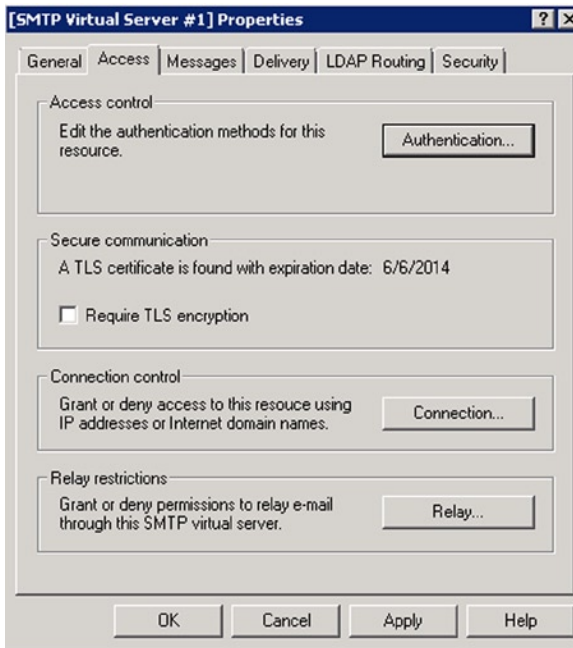 [SMTP Virtual Server #1] Properties
? X
General Access Messages Delivery LDAP Routing Security
Access control
Edit the authentication methods for this
resource.
Authentication...
Secure communication
A TLS certificate is found with expiration date: 6/6/2014
Require TLS encryption
Connection control
Grant or deny access to this resouce using
IP addresses or Internet domain names.
Connection...
Relay restrictions
Grant or deny permissions to relay e-mail
through this SMTP virtual server.
Relay...
OK Cancel Apply Help